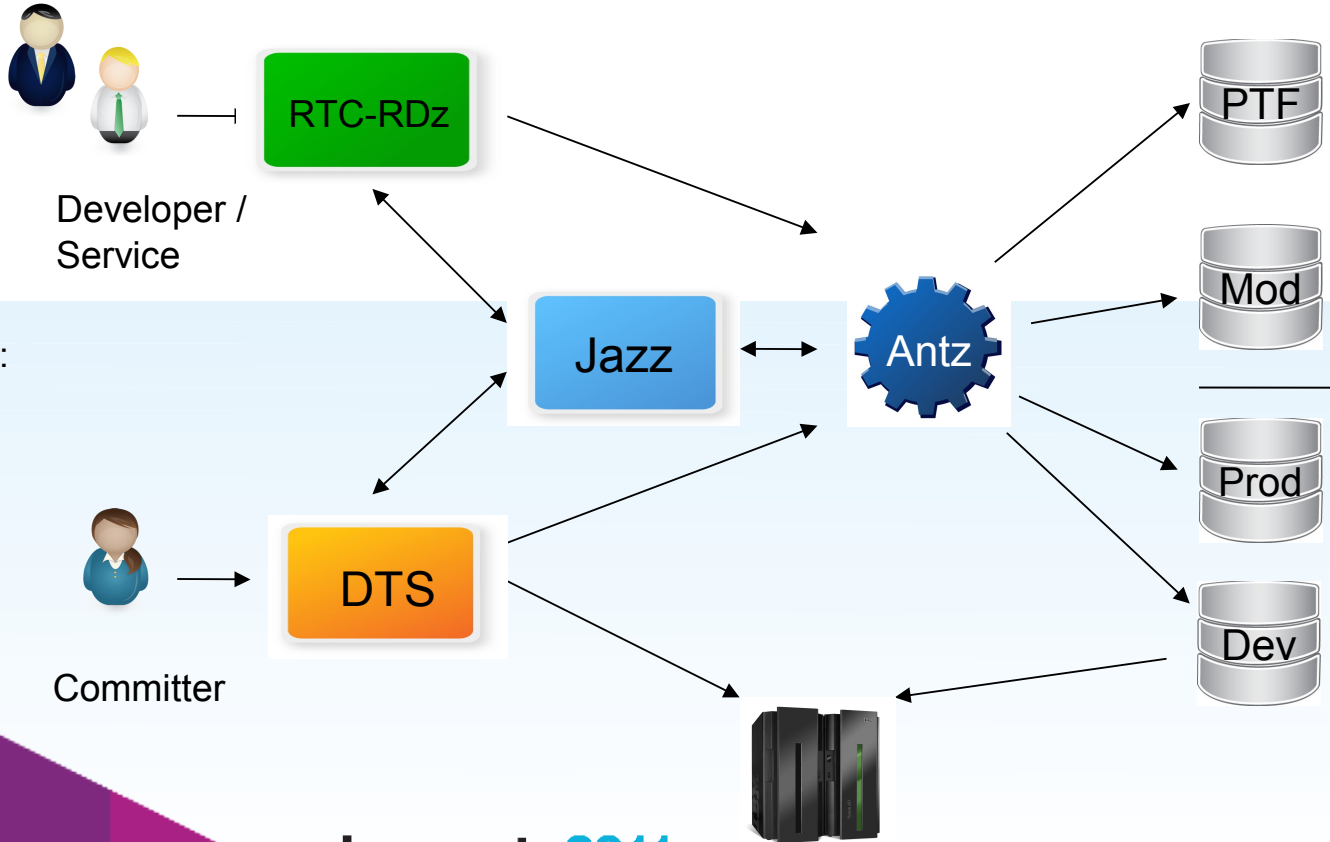 RTC-RDz
PTF
Developer /
Service
Mod
:
Jazz
Antz
Prod
DTS
Dev
Committer